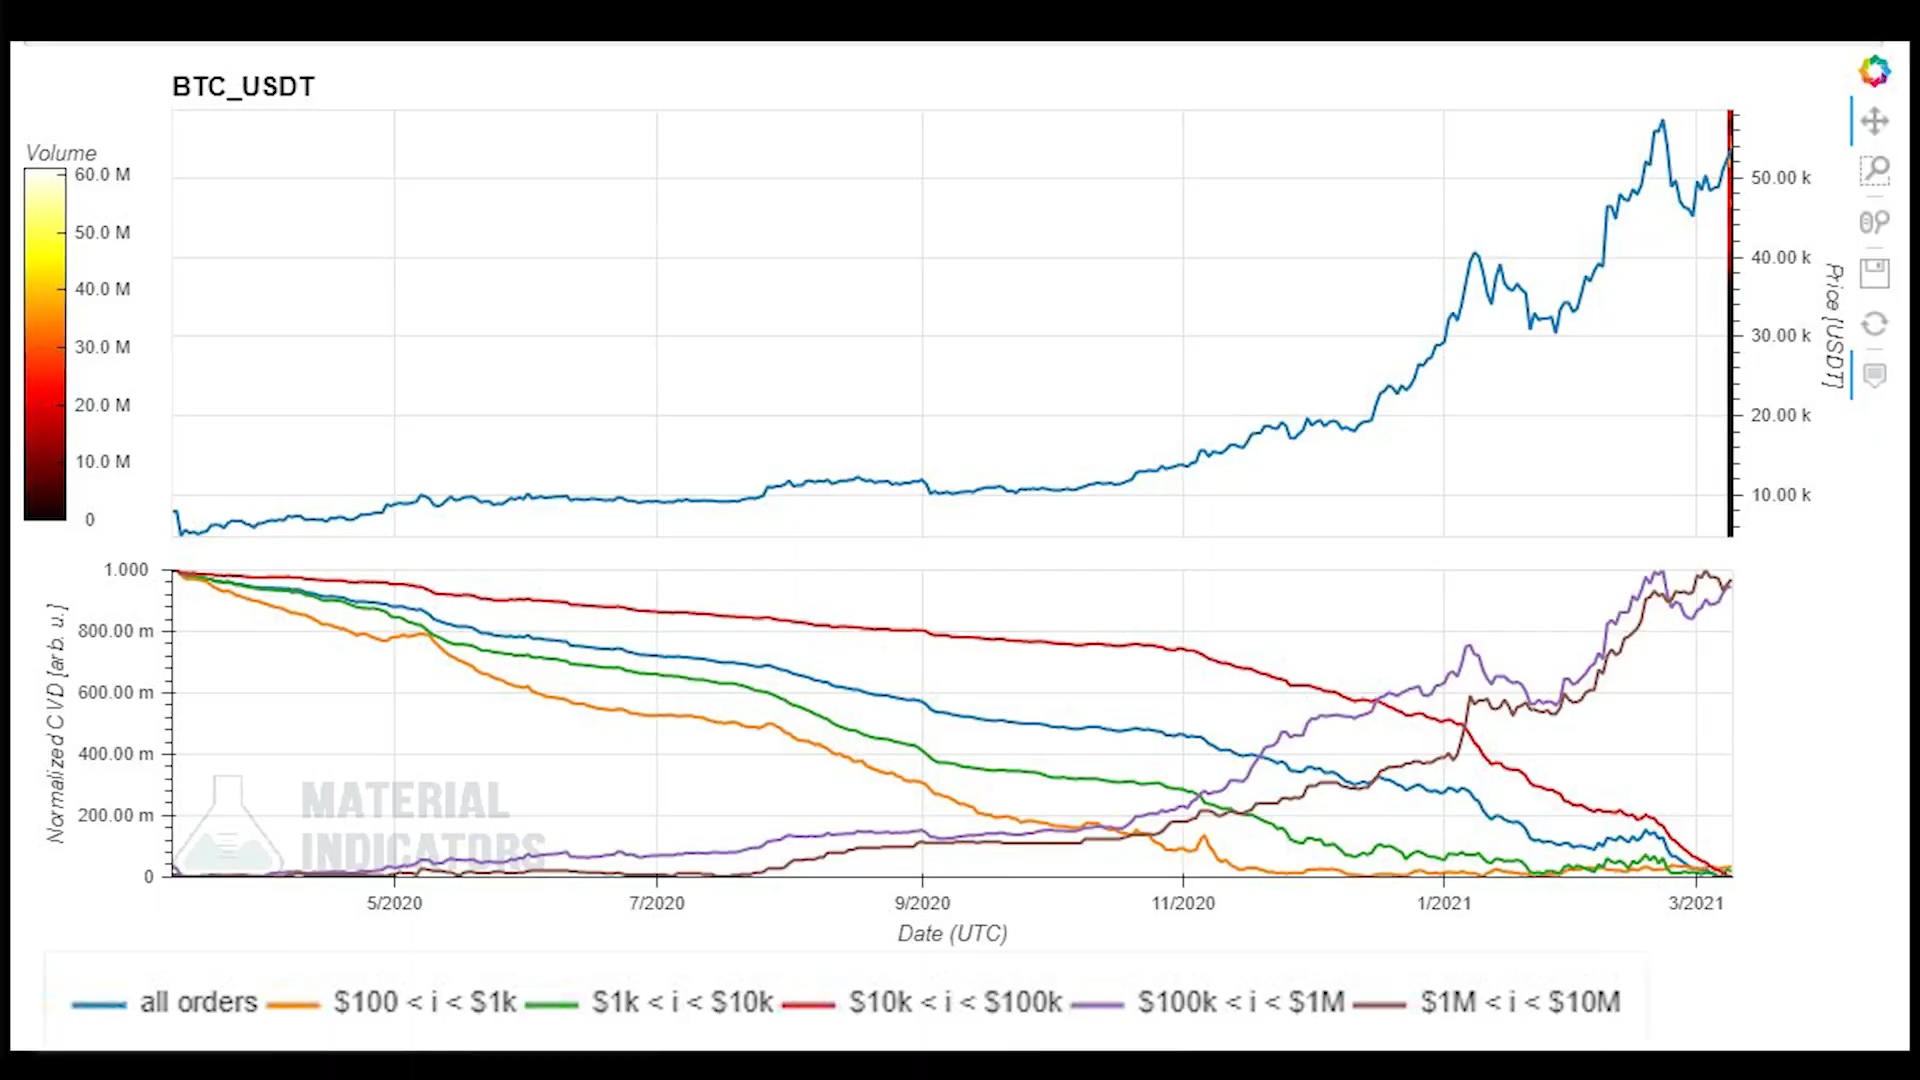 BTC_USDT
Volume
60.0 M
50.0 M
40.0 M
30.0 M
20.0 M
10.0 M
0
50.00 k
40.00 k
30.00 k
20.00 k
10.00 k
Price [USDT]
1.000
800.00 m
600.00 m
400.00 m
200.00 m
0
Normalized CVD [arb. u.]
MATERIAL
INDICATORS
5/2020 7/2020 9/2020 11/2020 1/2021 3/2021
Date (UTC)
all orders $100 < i < $1k $1k < i < $10k $10k < i < $100k $100k < i < $1M $1M < i < $10M